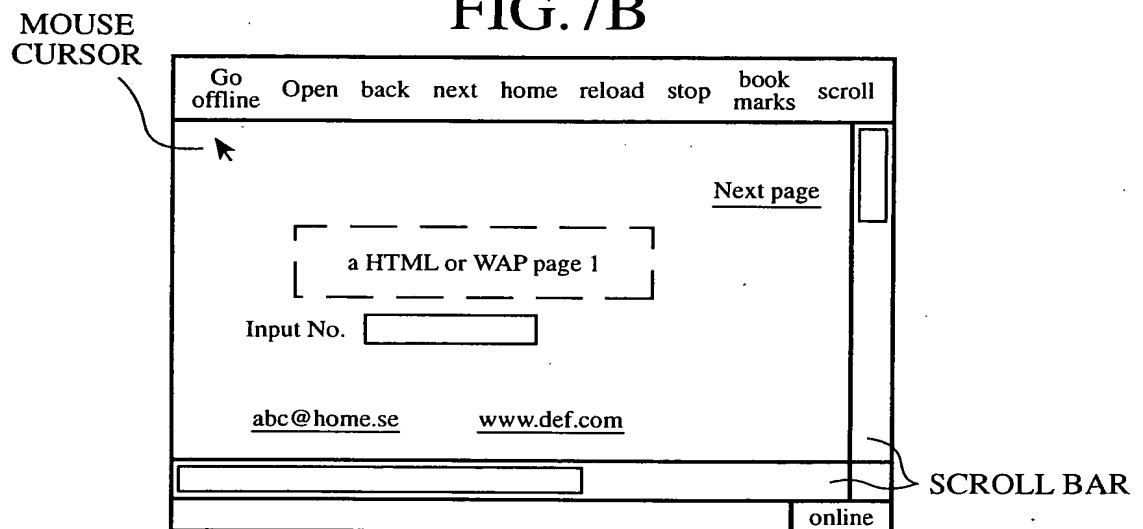 FIG. 7B
MOUSE
CURSOR
Go
offline
Open back next home reload stop
book
marks
scroll
Next page
a HTML or WAP page 1
Input No.
abc@home.se www.def.com
SCROLL BAR
online